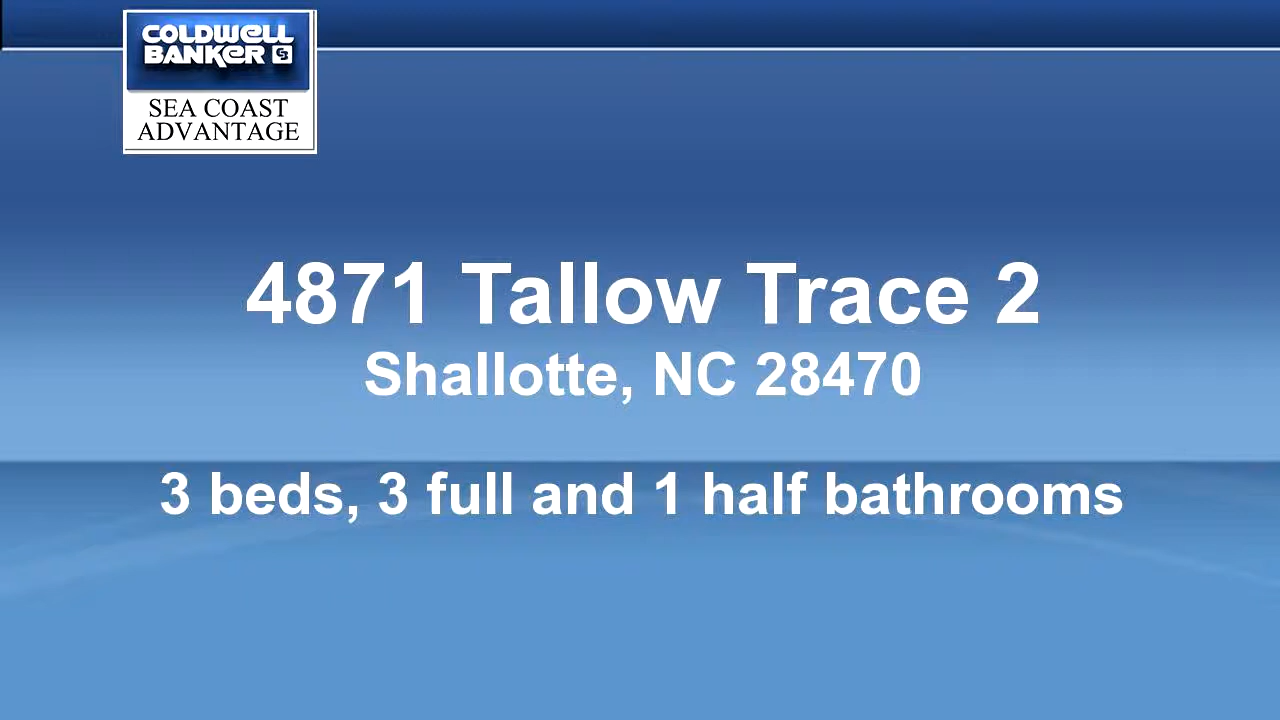 COLDWELL
BANKER CB
SEA COAST
ADVANTAGE
4871 Tallow Trace 2
Shallotte, NC 28470
3 beds, 3 full and 1 half bathrooms